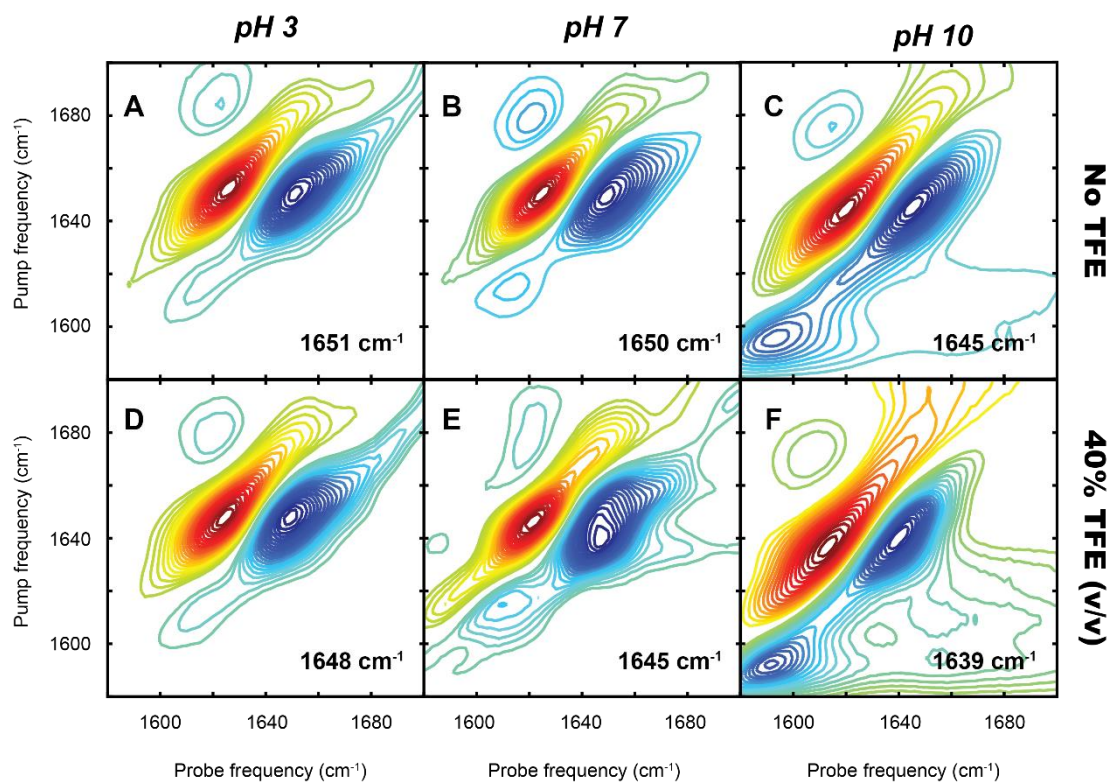 pH 3
pH 7
pH 10
A
B
C
1680
1640
1600
Pump frequency (cm⁻¹)
1651 cm⁻¹
1650 cm⁻¹
1645 cm⁻¹
No TFE
D
E
F
1680
1640
1600
Pump frequency (cm⁻¹)
1648 cm⁻¹
1645 cm⁻¹
1639 cm⁻¹
40% TFE (v/v)
1600 1640 1680
1600 1640 1680
1600 1640 1680
Probe frequency (cm⁻¹)
Probe frequency (cm⁻¹)
Probe frequency (cm⁻¹)